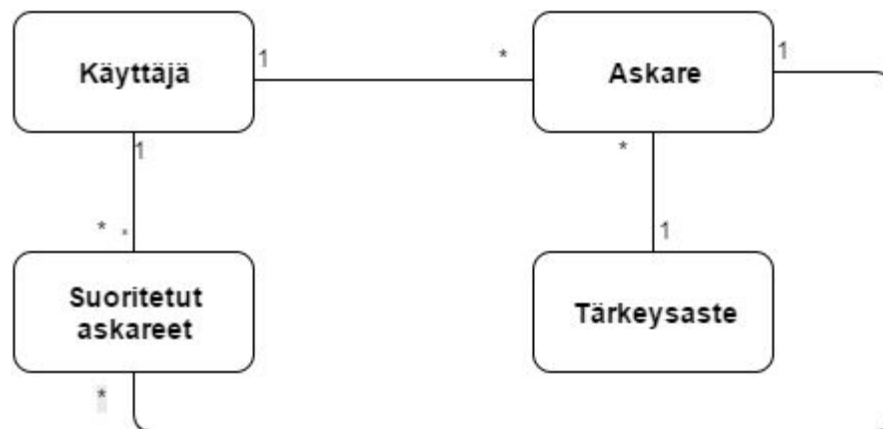 Käyttäjä
1
*
Askare
1
1
*
*
1
*
*
Suoritetut
askareet
Tärkeysaste
*